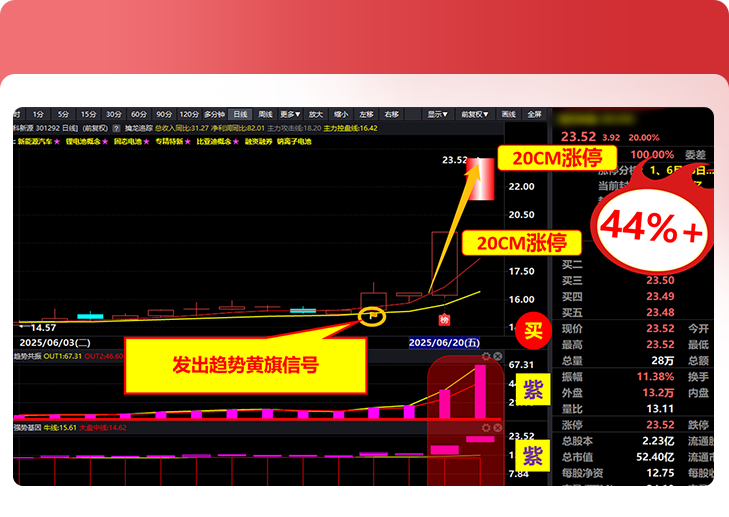 时 1分 5分 15分 30分 60分 90分 120分 多分钟 日线 周线 更多▼ 放大 缩小 左移 右移 显示▼ 前复权▼ 画线 全屏
科新源 301292 日线] (前复权) ? 擒龙追踪 总收入同比:31.27 净利润同比:82.01 主力攻击线:18.20 主力控盘线:16.42
: 新能源汽车★ 锂电池概念★ 固态电池★ 专精特新★ 比亚迪概念★ 融资融券 钠离子电池
23.52 3.92 20.00%
100.00% 委差
1、6月
当前封
23.52
20CM涨停
20CM涨停
44%+
22.00
20.50
17.50
16.00
14.57
榜
买
买二
买三 23.50
买四 23.49
买五 23.48
现价 23.52 今开
最高 23.52 最低
总量 28万 总额
振幅 11.38% 换手
外盘 13.2万 内盘
量比 13.11
涨停 23.52 跌停
总股本 2.23亿 流通股
总市值 52.40亿 流通市
每股净资 12.75 每股收
2025/06/03(二) 2025/06/20(五)
发出趋势黄旗信号
趋势共振 OUT1:67.31 OUT2:46.60
67.31
紫
强势基因 牛线:15.61 大盘中线:14.62
23.52
紫
7.84